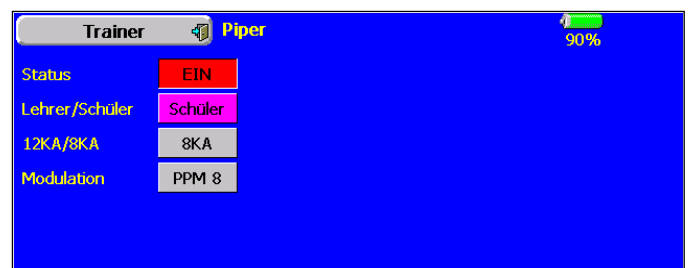 Trainer Piper
90%
Status EIN
Lehrer/Schüler Schüler
12KA/8KA 8KA
Modulation PPM 8